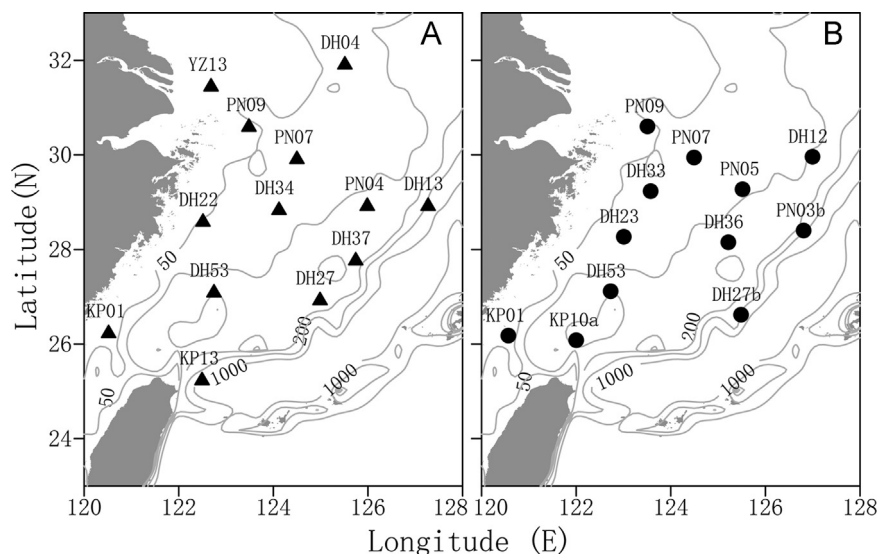 A
B
32
30
28
26
24
Latitude(N)
DH04
YZ13
PN09
PN07
DH22
DH34
PN04
DH13
DH37
DH53
DH27
KP01
KP13
50
200
1000
1000
50
PN09
PN07
DH12
DH33
PN05
DH23
DH36
PN03b
DH53
DH27b
KP01
KP10a
50
200
1000
1000
50
120 122 124 126 128
120 122 124 126 128
Longitude (E)